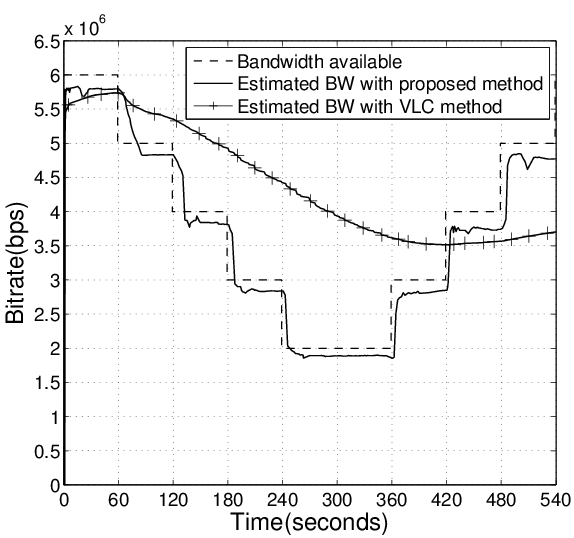 x 10^6
6.5
6
5.5
5
4.5
4
3.5
3
2.5
2
1.5
1
0.5
0
Bitrate(bps)
Bandwidth available
Estimated BW with proposed method
Estimated BW with VLC method
0 60 120 180 240 300 360 420 480 540
Time(seconds)